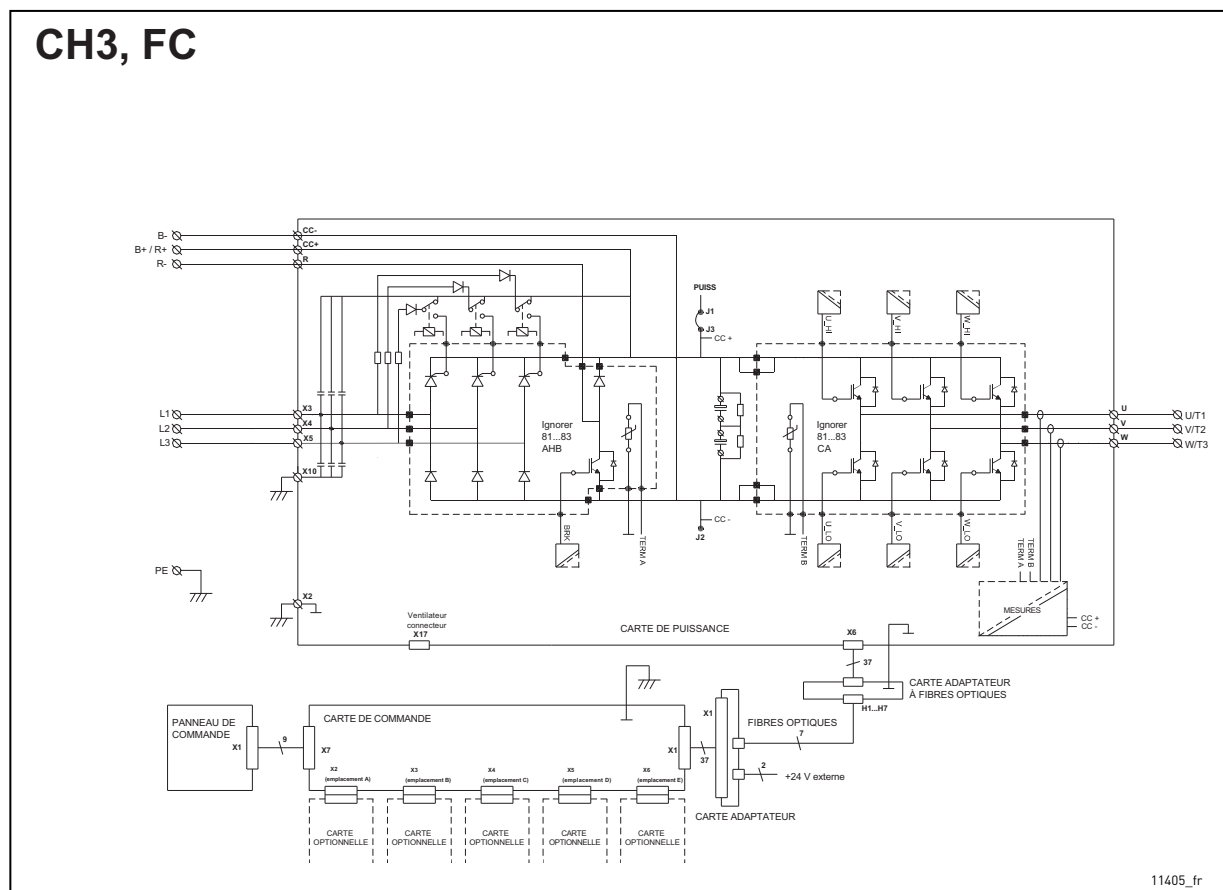 CH3, FC
B-
B+ / R+
R-
CC-
CC+
R
PUISS
J1
J3
CC +
U_HI
V_HI
W_HI
L1
L2
L3
X3
X4
X5
X10
Ignorer
81...83
AHB
Ignorer
81...83
CA
U
V
W
U/T1
V/T2
W/T3
BRK
TERM A
CC -
J2
TERM B
U_LO
V_LO
W_LO
TERM A
TERM B
MESURES
CC +
CC -
PE
X2
Ventilateur
connecteur
X17
CARTE DE PUISSANCE
X6
37
CARTE ADAPTATEUR
À FIBRES OPTIQUES
H1...H7
PANNEAU DE
COMMANDE
X1
9
X7
CARTE DE COMMANDE
X1
37
X1
FIBRES OPTIQUES
7
2
+24 V externe
CARTE ADAPTATEUR
X2
(emplacement A)
X3
(emplacement B)
X4
(emplacement C)
X5
(emplacement D)
X6
(emplacement E)
CARTE
OPTIONNELLE
CARTE
OPTIONNELLE
CARTE
OPTIONNELLE
CARTE
OPTIONNELLE
CARTE
OPTIONNELLE
11405_fr